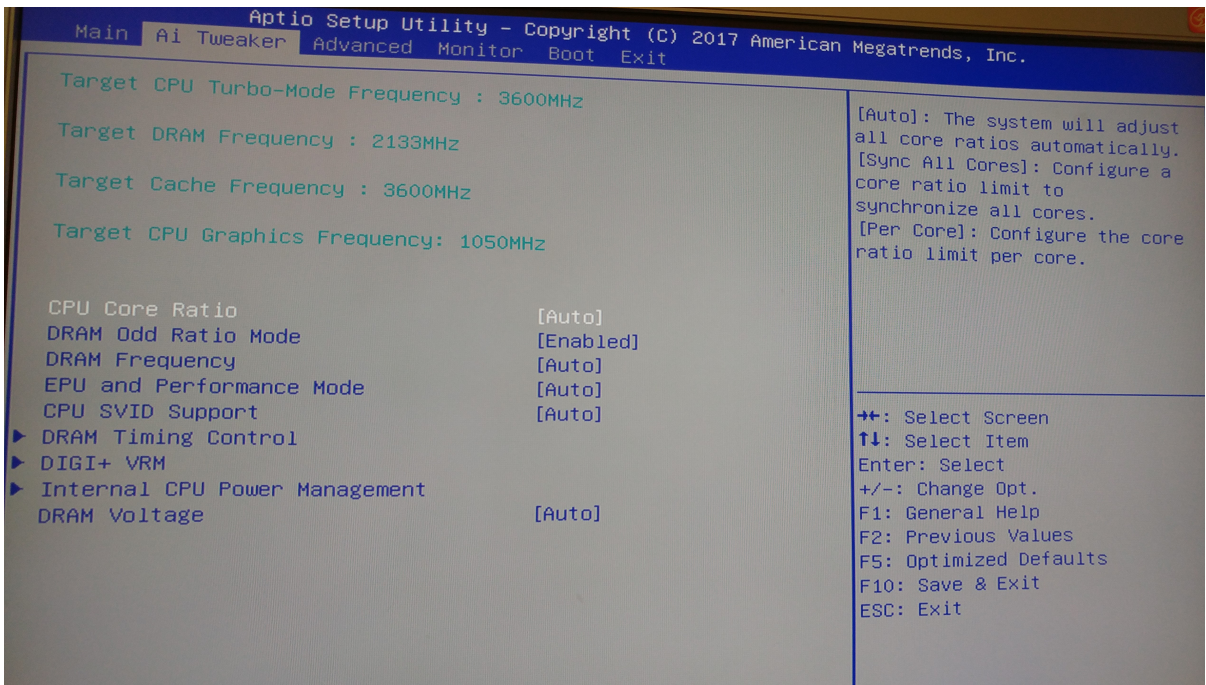 Aptio Setup Utility - Copyright (C) 2017 American Megatrends, Inc.
Main Ai Tweaker Advanced Monitor Boot Exit
Target CPU Turbo-Mode Frequency : 3600MHz
Target DRAM Frequency : 2133MHz
Target Cache Frequency : 3600MHz
Target CPU Graphics Frequency: 1050MHz
CPU Core Ratio [Auto]
DRAM Odd Ratio Mode [Enabled]
DRAM Frequency [Auto]
EPU and Performance Mode [Auto]
CPU SVID Support [Auto]
DRAM Timing Control
DIGI+ VRM
Internal CPU Power Management
DRAM Voltage [Auto]
[Auto]: The system will adjust
all core ratios automatically.
[Sync All Cores]: Configure a
core ratio limit to
synchronize all cores.
[Per Core]: Configure the core
ratio limit per core.
→←: Select Screen
↑↓: Select Item
Enter: Select
+/-: Change Opt.
F1: General Help
F2: Previous Values
F5: Optimized Defaults
F10: Save & Exit
ESC: Exit